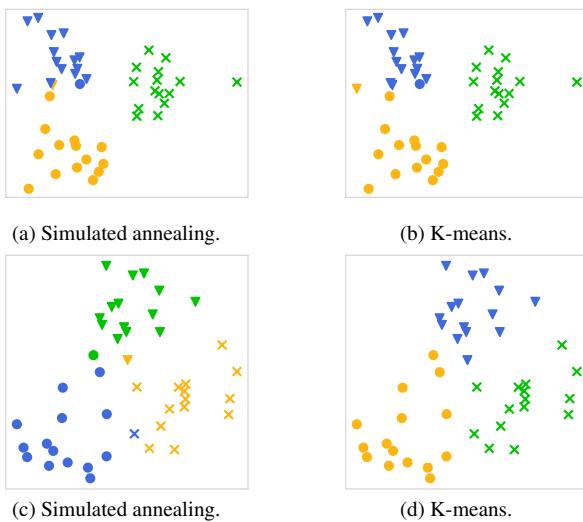 (a) Simulated annealing.
(b) K-means.
(c) Simulated annealing.
(d) K-means.